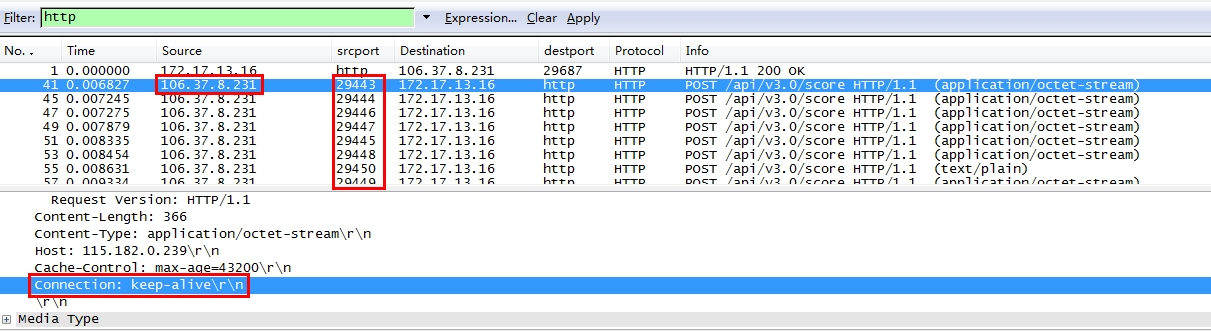 Filter: http Expression... Clear Apply
No. Time Source srcport Destination destport Protocol Info
1 0.000000 172.17.13.16 http 106.37.8.231 29687 HTTP HTTP/1.1 200 OK
41 0.006827 106.37.8.231 29443 172.17.13.16 http HTTP POST /api/v3.0/score HTTP/1.1 (application/octet-stream)
45 0.007245 106.37.8.231 29444 172.17.13.16 http HTTP POST /api/v3.0/score HTTP/1.1 (application/octet-stream)
47 0.007275 106.37.8.231 29446 172.17.13.16 http HTTP POST /api/v3.0/score HTTP/1.1 (application/octet-stream)
49 0.007879 106.37.8.231 29447 172.17.13.16 http HTTP POST /api/v3.0/score HTTP/1.1 (application/octet-stream)
51 0.008335 106.37.8.231 29445 172.17.13.16 http HTTP POST /api/v3.0/score HTTP/1.1 (application/octet-stream)
53 0.008454 106.37.8.231 29448 172.17.13.16 http HTTP POST /api/v3.0/score HTTP/1.1 (application/octet-stream)
55 0.008631 106.37.8.231 29450 172.17.13.16 http HTTP POST /api/v3.0/score HTTP/1.1 (text/plain)
57 0.009334 106.37.8.231 29449 172.17.13.16 http HTTP POST /api/v3.0/score HTTP/1.1 (application/octet-stream)
Request Version: HTTP/1.1
Content-Length: 366
Content-Type: application/octet-stream\r\n
Host: 115.182.0.239\r\n
Cache-Control: max-age=43200\r\n
Connection: keep-alive\r\n
\r\n
Media Type